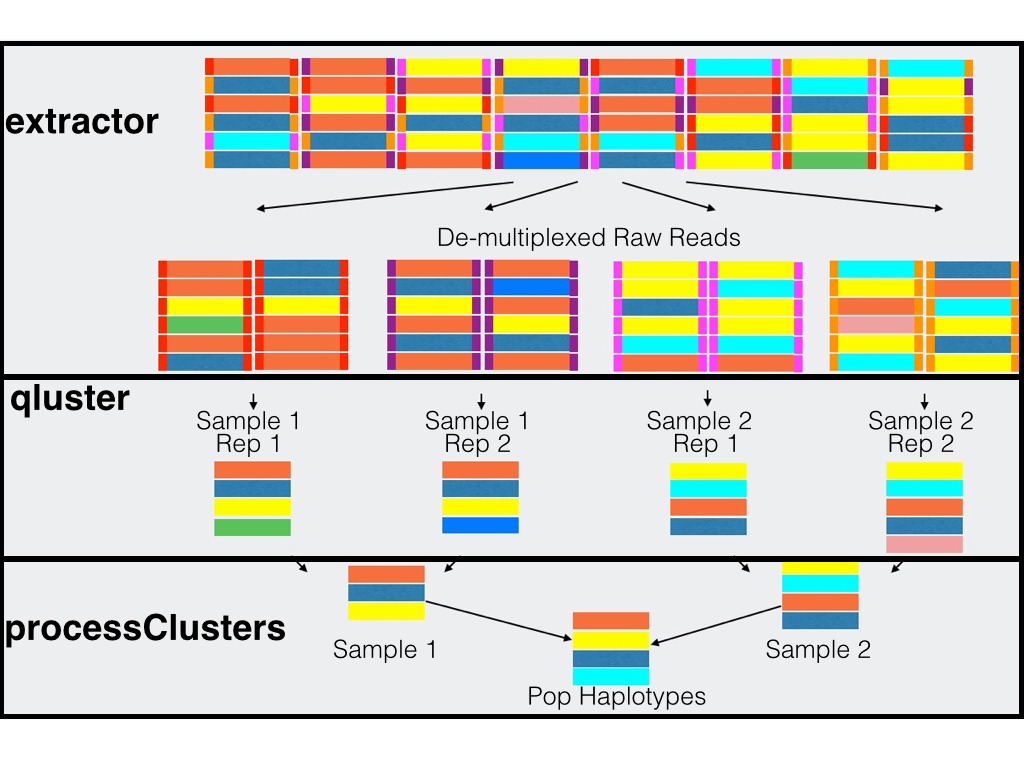 extractor
De-multiplexed Raw Reads
qluster
Sample 1
Rep 1
Sample 1
Rep 2
Sample 2
Rep 1
Sample 2
Rep 2
processClusters
Sample 1
Sample 2
Pop Haplotypes